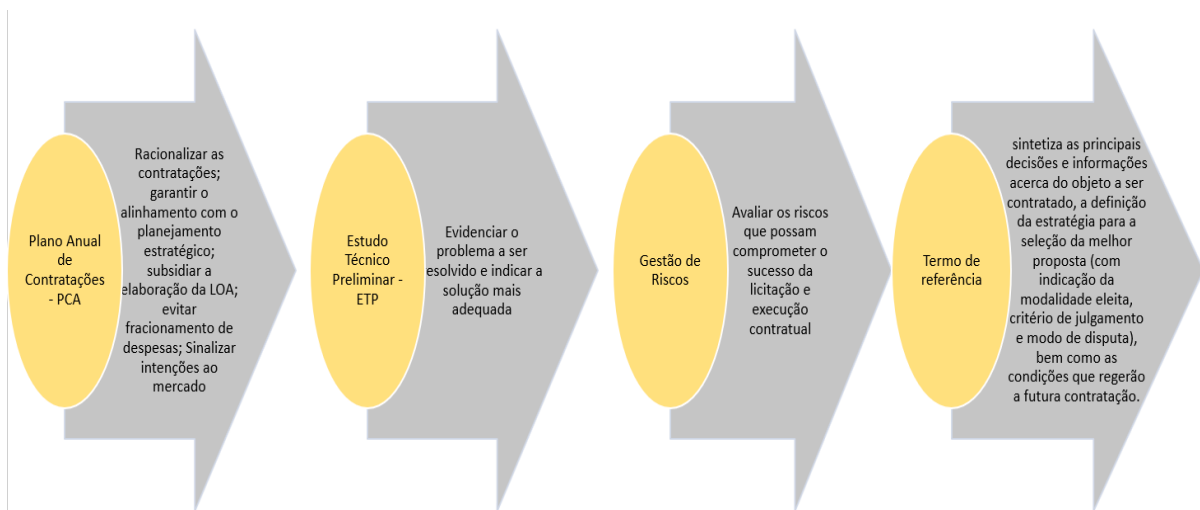 Plano Anual
de
Contratações
- PCA
Racionalizar as
contratações;
garantir o
alinhamento com o
planejamento
estratégico;
subsidiar a
elaboração da LOA;
evitar
fracionamento de
despesas; Sinalizar
intenções ao
mercado
Estudo
Técnico
Preliminar -
ETP
Evidenciar o
problema a ser
esolvido e indicar a
solução mais
adequada
Gestão de
Riscos
Avaliar os riscos
que possam
comprometer o
sucesso da
licitação e
execução
contratual
Termo de
referência
sintetiza as principais
decisões e informações
acerca do objeto a ser
contratado, a definição
da estratégia para a
seleção da melhor
proposta (com
indicação da
modalidade eleita,
critério de julgamento
e modo de disputa),
bem como as
condições que regerão
a futura contratação.